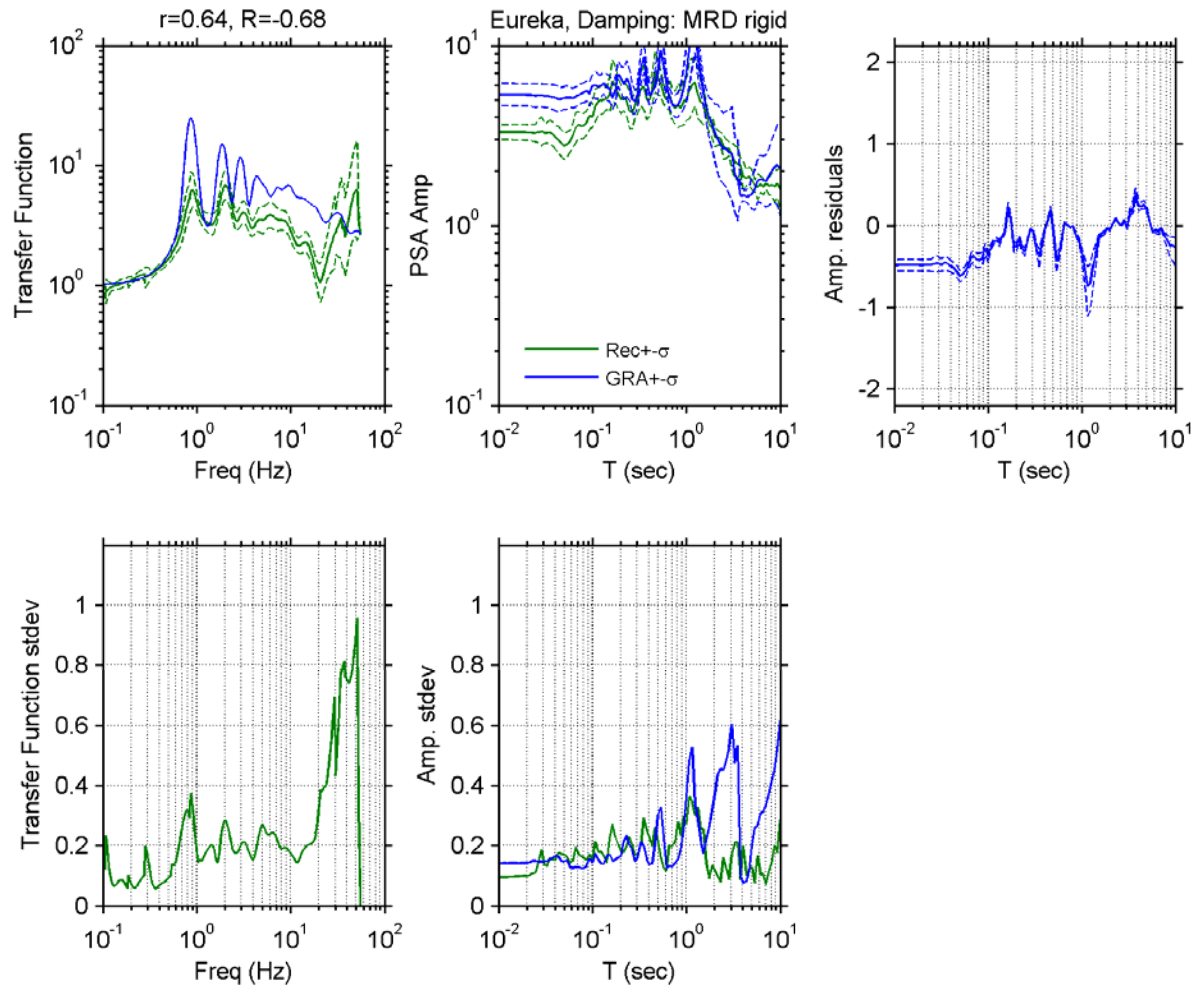 r=0.64, R=-0.68
Eureka, Damping: MRD rigid
Transfer Function
10^2
10^1
10^0
10^-1
10^-1 10^0 10^1 10^2
Freq (Hz)
PSA Amp
10^1
10^0
10^-1
Rec+-σ
GRA+-σ
10^-2 10^-1 10^0 10^1
T (sec)
Amp. residuals
2
1
0
-1
-2
10^-2 10^-1 10^0 10^1
T (sec)
Transfer Function stdev
1
0.8
0.6
0.4
0.2
0
10^-1 10^0 10^1 10^2
Freq (Hz)
Amp. stdev
1
0.8
0.6
0.4
0.2
0
10^-2 10^-1 10^0 10^1
T (sec)